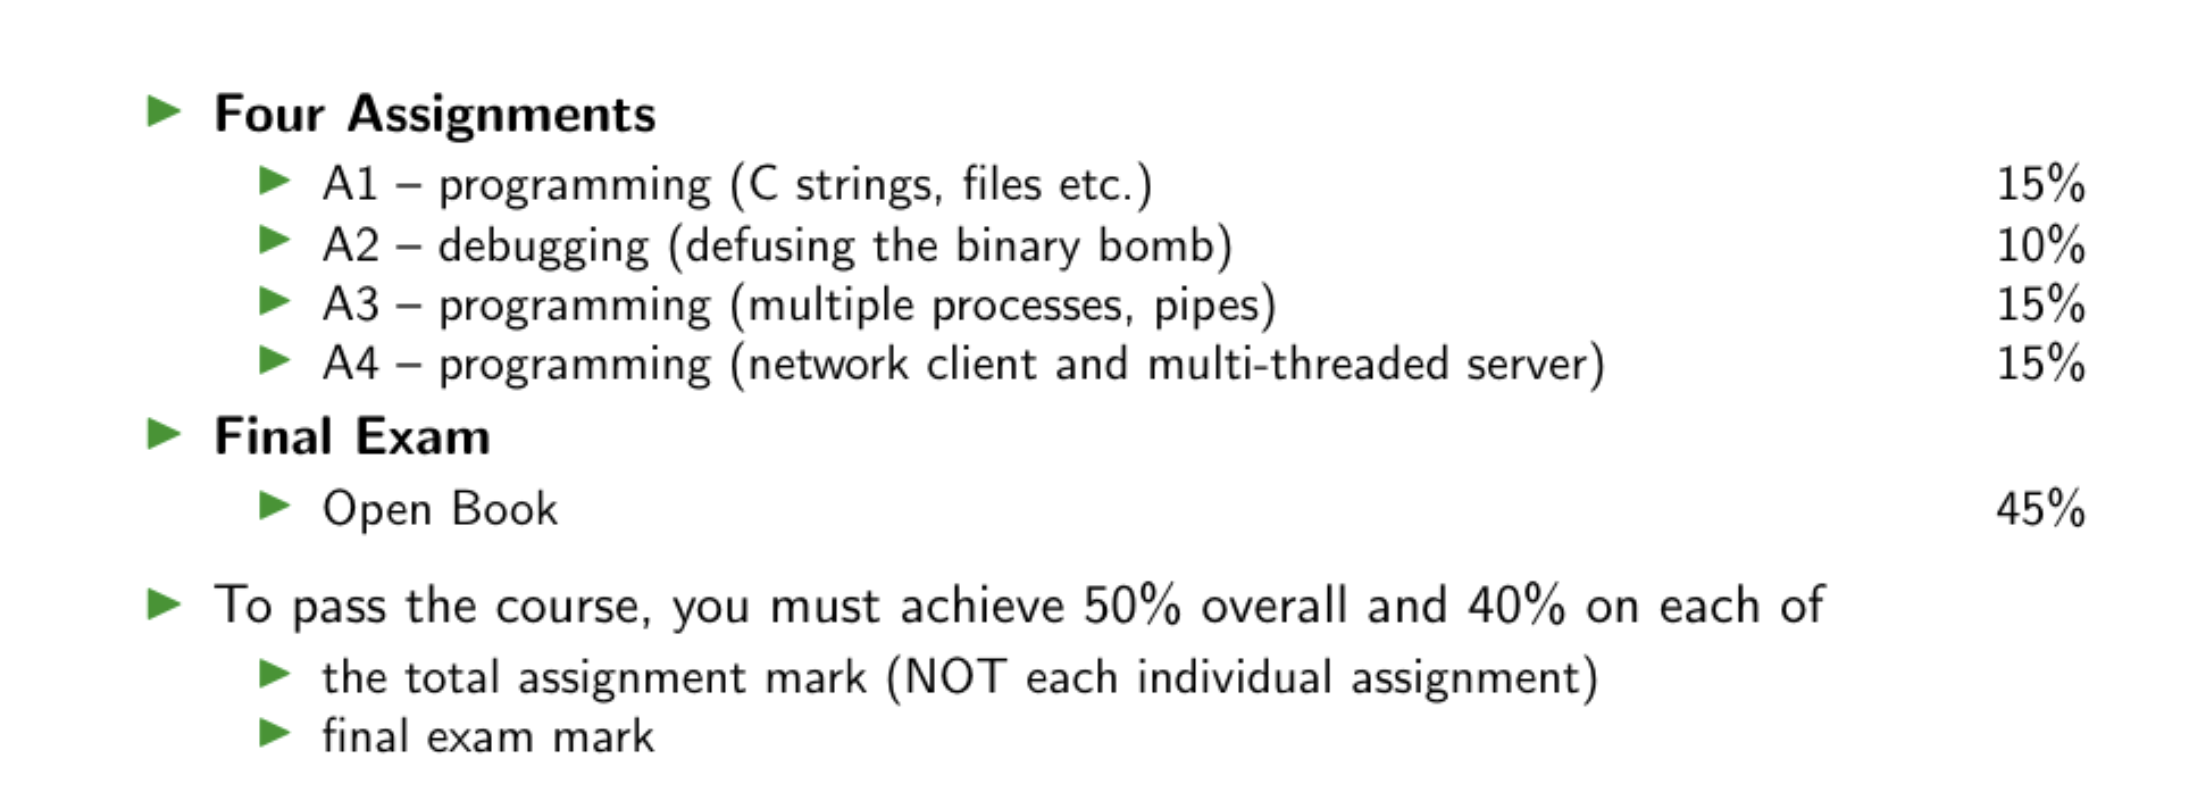 Four Assignments
A1 – programming (C strings, files etc.) 15%
A2 – debugging (defusing the binary bomb) 10%
A3 – programming (multiple processes, pipes) 15%
A4 – programming (network client and multi-threaded server) 15%
Final Exam
Open Book 45%
To pass the course, you must achieve 50% overall and 40% on each of
the total assignment mark (NOT each individual assignment)
final exam mark